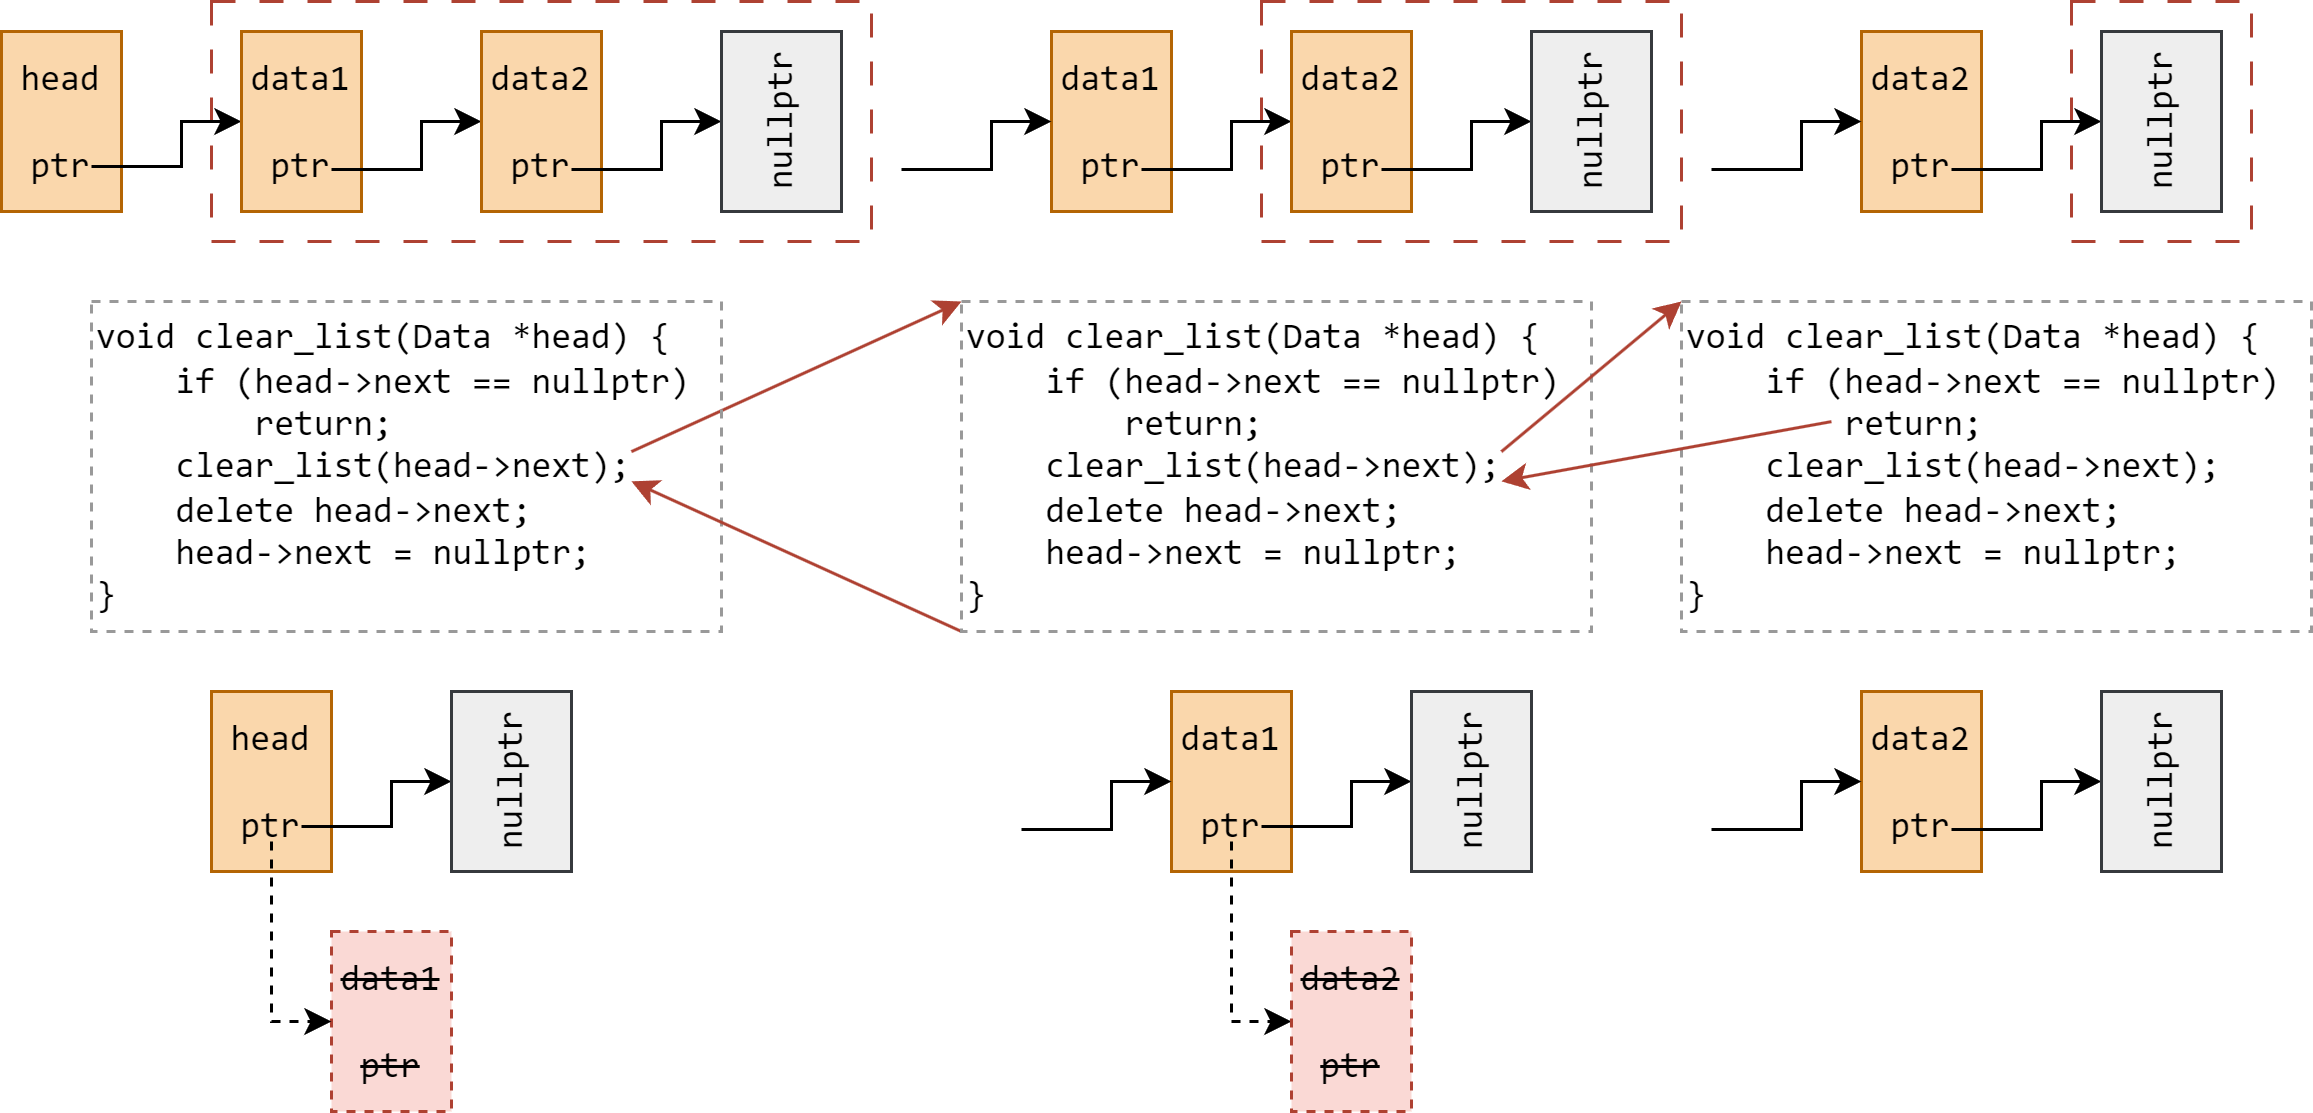 head
ptr
data1
ptr
data2
ptr
nullptr
data1
ptr
data2
ptr
nullptr
data2
ptr
nullptr
void clear_list(Data *head) {
    if (head->next == nullptr)
        return;
    clear_list(head->next);
    delete head->next;
    head->next = nullptr;
}
void clear_list(Data *head) {
    if (head->next == nullptr)
        return;
    clear_list(head->next);
    delete head->next;
    head->next = nullptr;
}
void clear_list(Data *head) {
    if (head->next == nullptr)
        return;
    clear_list(head->next);
    delete head->next;
    head->next = nullptr;
}
head
ptr
nullptr
data1
ptr
data1
ptr
nullptr
data2
ptr
data2
ptr
nullptr